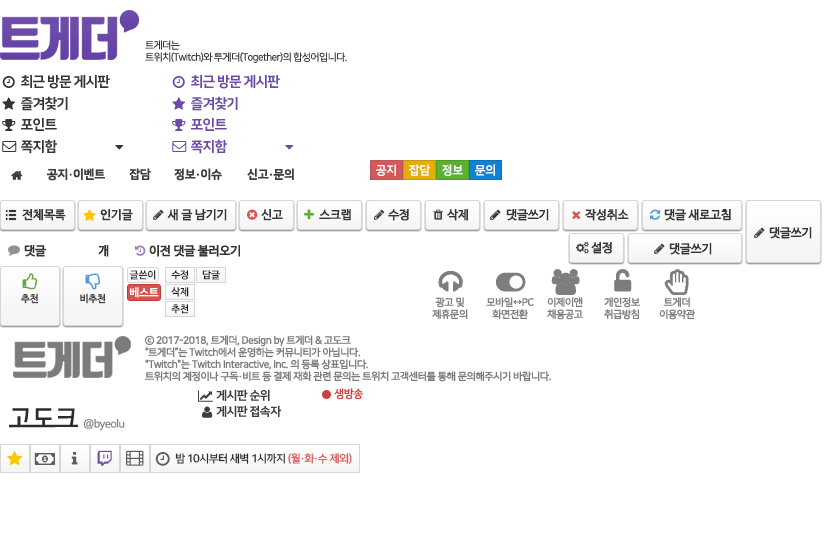 트게더
트게더는
트위치(Twitch)와 투게더(Together)의 합성어입니다.
최근 방문 게시판 최근 방문 게시판
즐겨찾기 즐겨찾기
포인트 포인트
쪽지함 쪽지함
공지·이벤트 잡담 정보·이슈 신고·문의 공지 잡담 정보 문의
전체목록 인기글 새 글 남기기 신고 스크랩 수정 삭제 댓글쓰기 작성취소 댓글 새로고침 댓글쓰기
댓글 개 이전 댓글 불러오기 설정 댓글쓰기
추천 비추천 글쓴이 수정 답글
베스트 삭제
추천
광고 및 제휴문의 모바일↔PC 화면전환 이제이앤 채용공고 개인정보 취급방침 트게더 이용약관
트게더
© 2017-2018, 트게더, Design by 트게더 & 고도크
"트게더"는 Twitch에서 운영하는 커뮤니티가 아닙니다.
"Twitch"는 Twitch Interactive, Inc. 의 등록 상표입니다.
트위치의 계정이나 구독·비트 등 결제 재화 관련 문의는 트위치 고객센터를 통해 문의해주시기 바랍니다.
게시판 순위 생방송
게시판 접속자
고도크 @byeolu
밤 10시부터 새벽 1시까지 (월·화·수 제외)